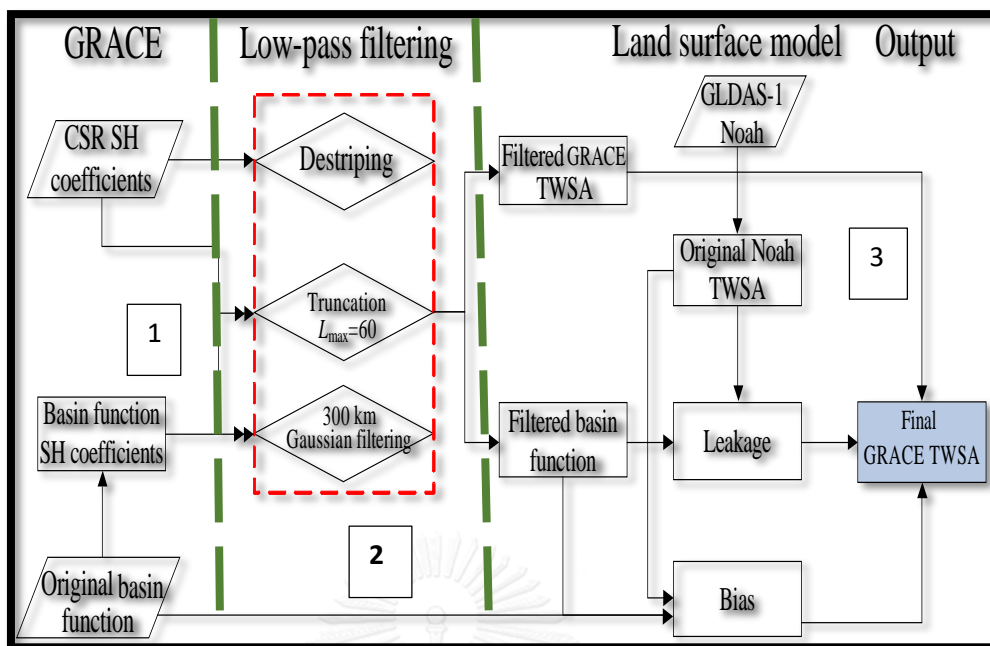 GRACE
Low-pass filtering
Land surface model
Output
CSR SH
coefficients
Destriping
Filtered GRACE
TWSA
GLDAS-1
Noah
Original Noah
TWSA
3
1
Truncation
Lmax=60
Basin function
SH coefficients
300 km
Gaussian filtering
Filtered basin
function
Leakage
Final
GRACE TWSA
2
Original basin
function
Bias